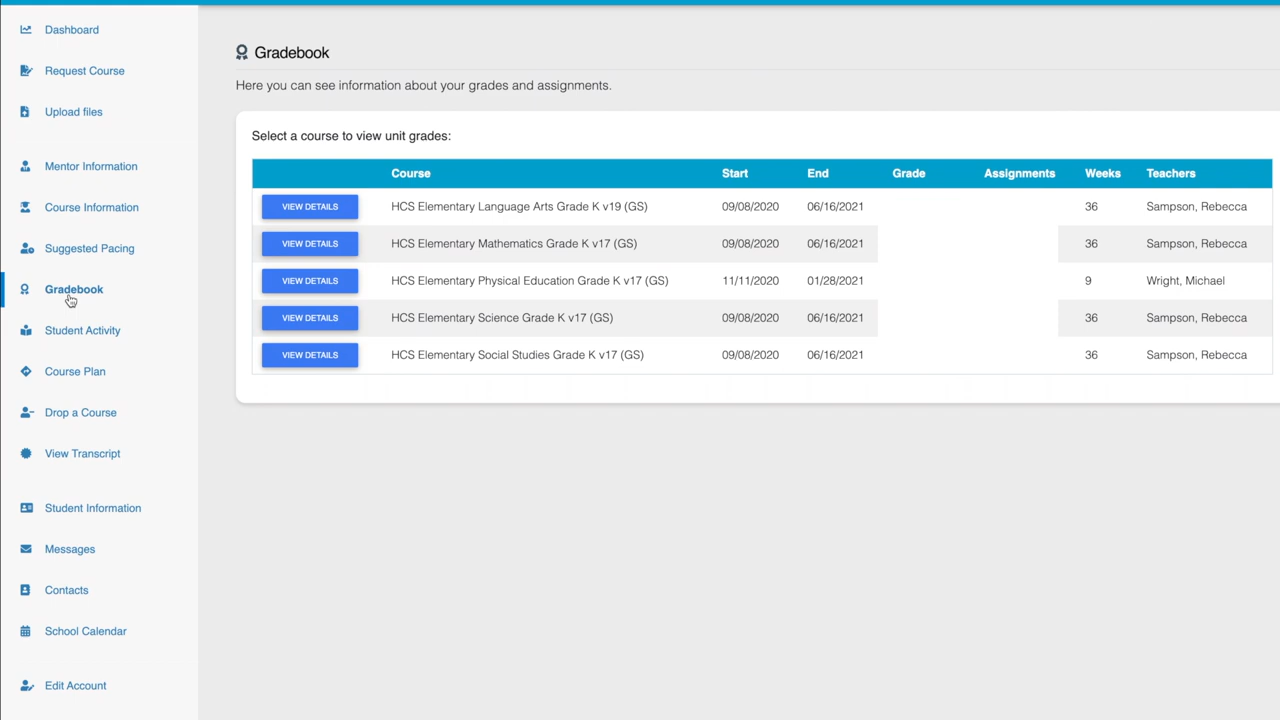 Dashboard
Request Course
Upload files
Mentor Information
Course Information
Suggested Pacing
Gradebook
Student Activity
Course Plan
Drop a Course
View Transcript
Student Information
Messages
Contacts
School Calendar
Edit Account
Gradebook
Here you can see information about your grades and assignments.
Select a course to view unit grades:
Course Start End Grade Assignments Weeks Teachers
VIEW DETAILS HCS Elementary Language Arts Grade K v19 (GS) 09/08/2020 06/16/2021 36 Sampson, Rebecca
VIEW DETAILS HCS Elementary Mathematics Grade K v17 (GS) 09/08/2020 06/16/2021 36 Sampson, Rebecca
VIEW DETAILS HCS Elementary Physical Education Grade K v17 (GS) 11/11/2020 01/28/2021 9 Wright, Michael
VIEW DETAILS HCS Elementary Science Grade K v17 (GS) 09/08/2020 06/16/2021 36 Sampson, Rebecca
VIEW DETAILS HCS Elementary Social Studies Grade K v17 (GS) 09/08/2020 06/16/2021 36 Sampson, Rebecca